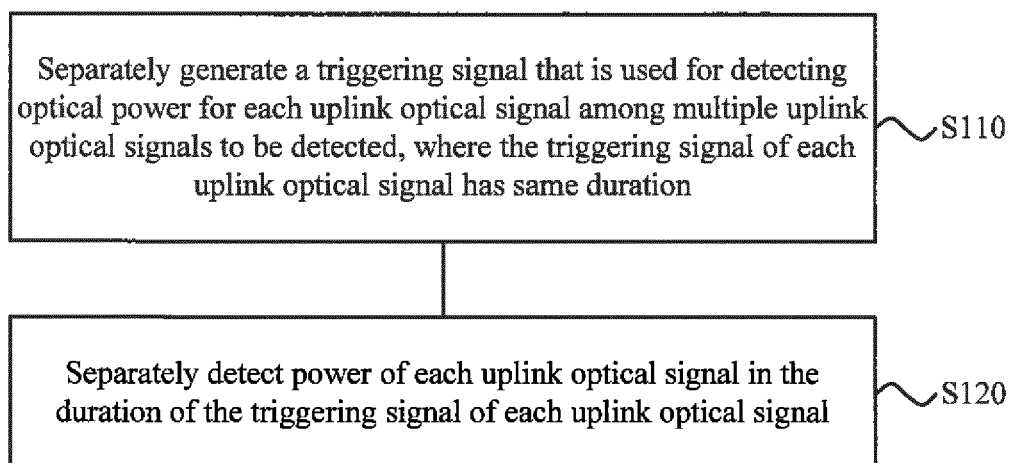 Separately generate a triggering signal that is used for detecting
optical power for each uplink optical signal among multiple uplink
optical signals to be detected, where the triggering signal of each
uplink optical signal has same duration
S110
Separately detect power of each uplink optical signal in the
duration of the triggering signal of each uplink optical signal
S120